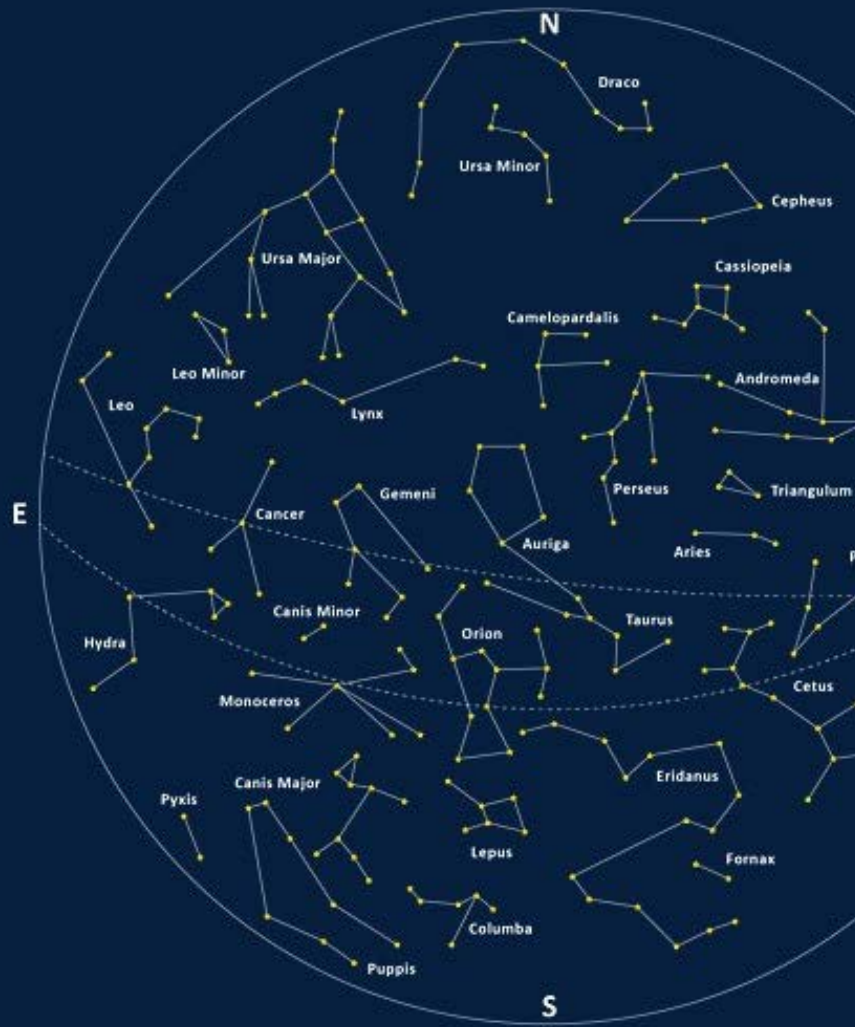 N
Draco
Ursa Minor
Cepheus
Ursa Major
Cassiopeia
Camelopardalis
Leo Minor
Andromeda
Leo
Lynx
Gemeni
Perseus
Triangulum
E
Cancer
Auriga
Aries
P
Canis Minor
Taurus
Orion
Hydra
Cetus
Monoceros
Eridanus
Canis Major
Pyxis
Lepus
Fornax
Columba
Puppis
S